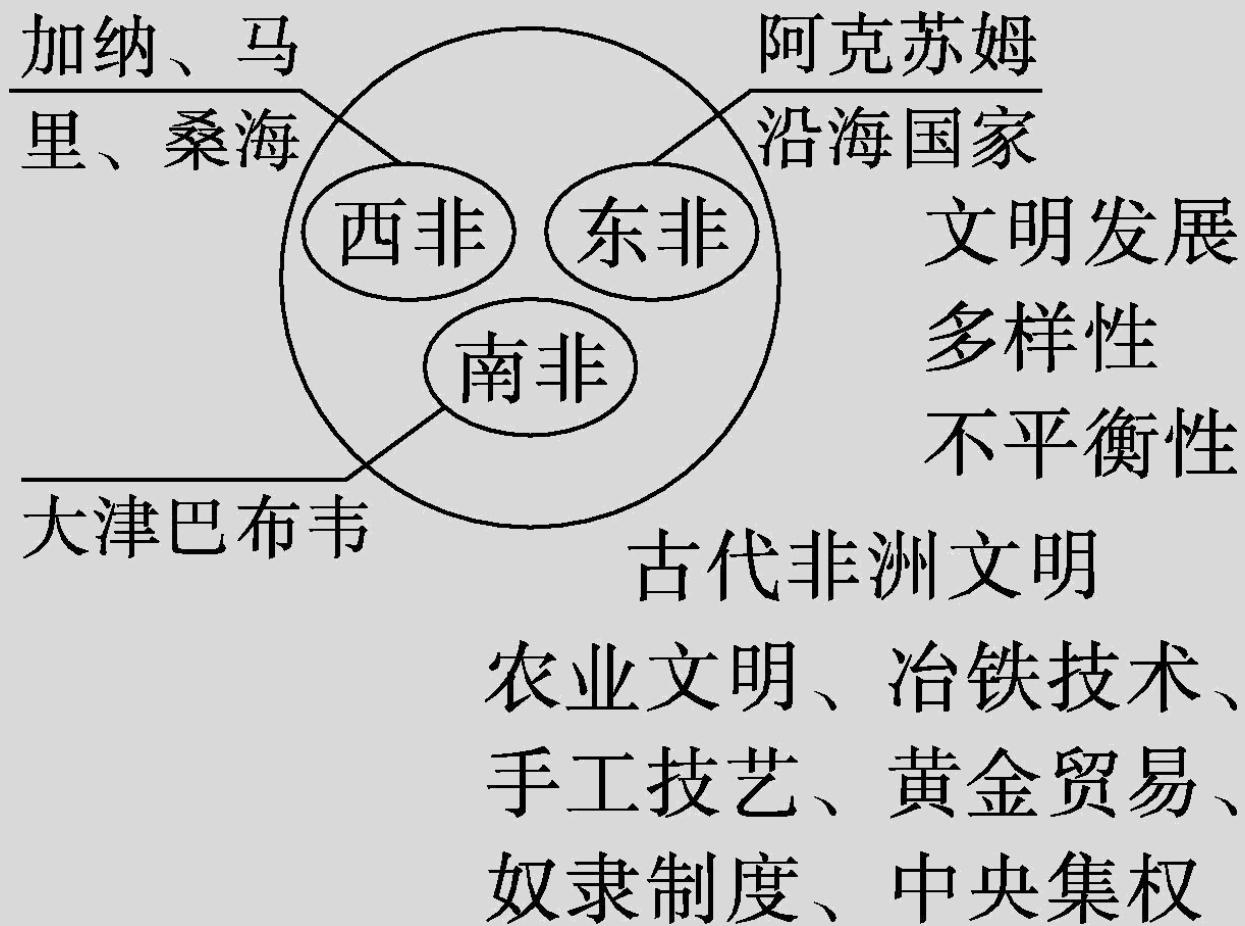 加纳、马
里、桑海
阿克苏姆
沿海国家
西非
东非
南非
大津巴布韦
文明发展
多样性
不平衡性
古代非洲文明
农业文明、冶铁技术、
手工技艺、黄金贸易、
奴隶制度、中央集权